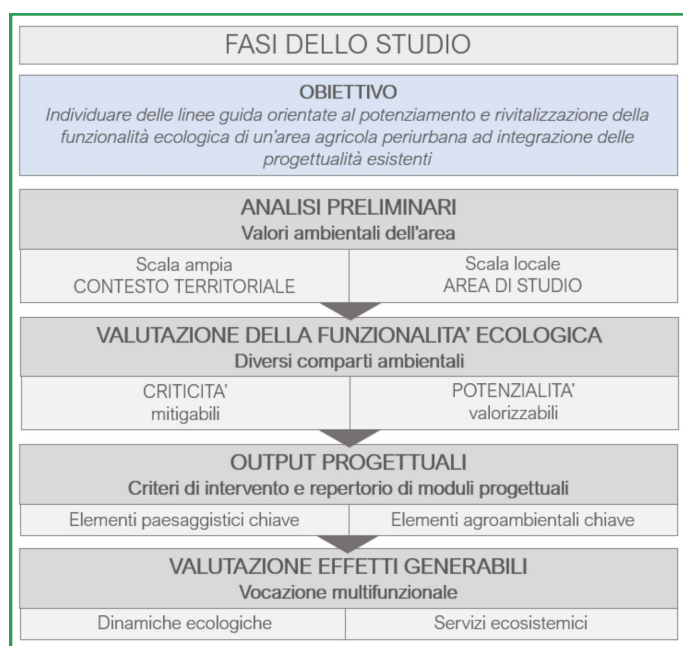 FASI DELLO STUDIO
OBIETTIVO
Individuare delle linee guida orientate al potenziamento e rivitalizzazione della
funzionalità ecologica di un'area agricola periurbana ad integrazione delle
progettualità esistenti
ANALISI PRELIMINARI
Valori ambientali dell'area
Scala ampia
CONTESTO TERRITORIALE
Scala locale
AREA DI STUDIO
VALUTAZIONE DELLA FUNZIONALITA' ECOLOGICA
Diversi comparti ambientali
CRITICITA'
mitigabili
POTENZIALITA'
valorizzabili
OUTPUT PROGETTUALI
Criteri di intervento e repertorio di moduli progettuali
Elementi paesaggistici chiave
Elementi agroambientali chiave
VALUTAZIONE EFFETTI GENERABILI
Vocazione multifunzionale
Dinamiche ecologiche
Servizi ecosistemici